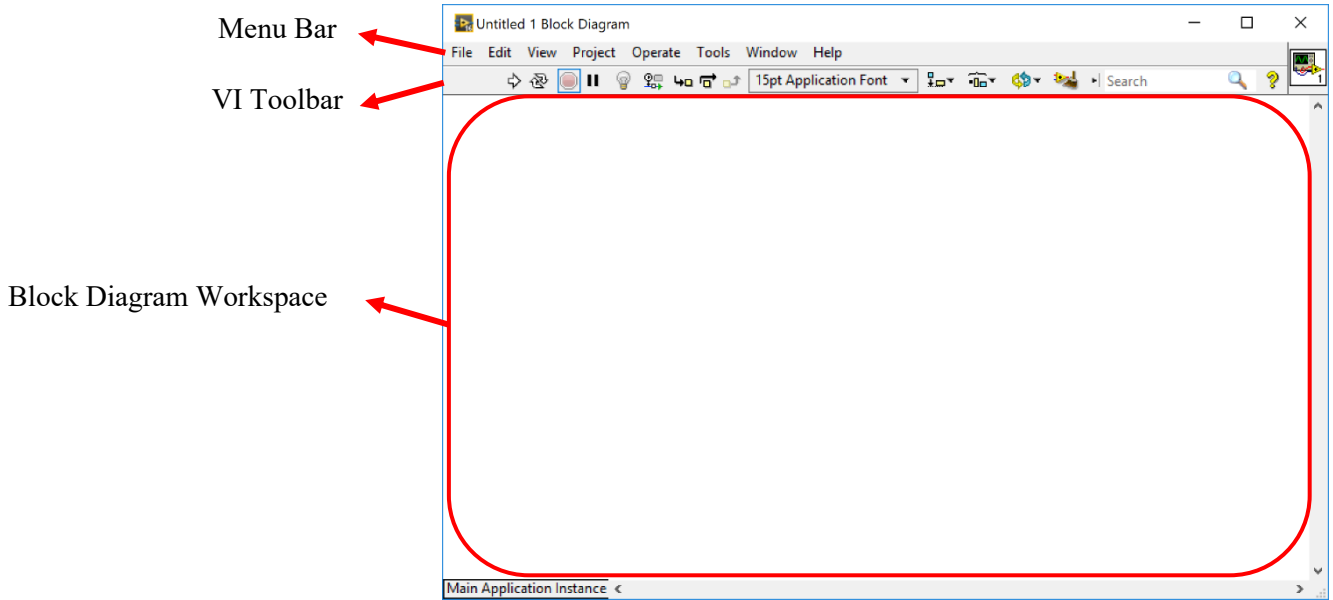 Menu Bar
Untitled 1 Block Diagram
File Edit View Project Operate Tools Window Help
VI Toolbar
15pt Application Font
Search
1
Block Diagram Workspace
Main Application Instance